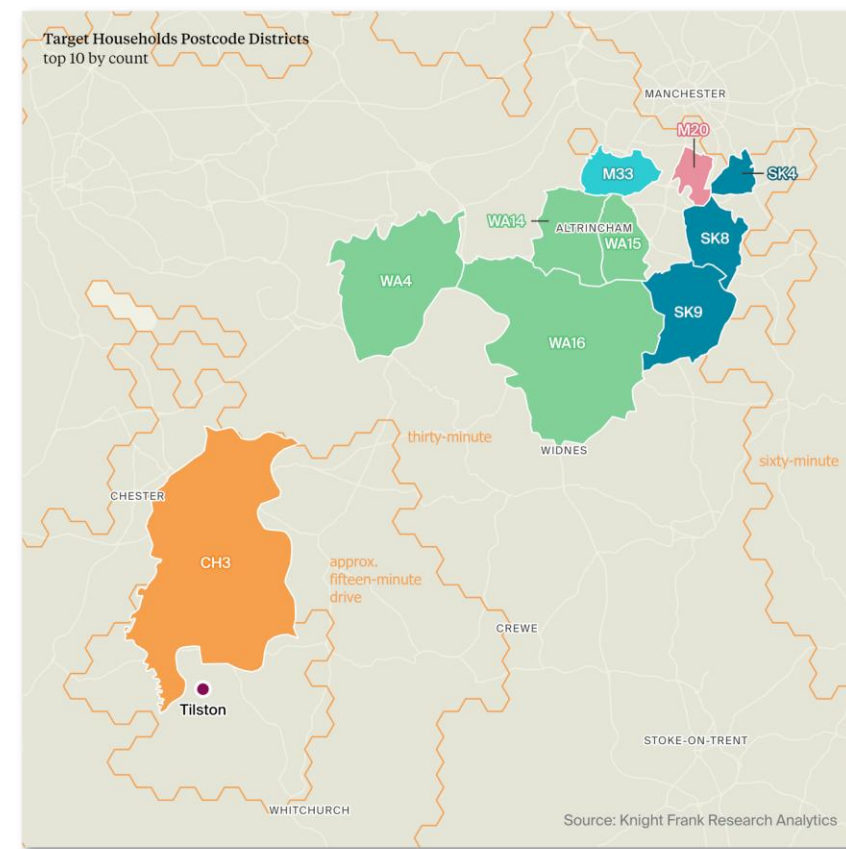 Target Households Postcode Districts
top 10 by count
MANCHESTER
M20
M33
SK4
WA14
ALTRINCHAM
WA15
SK8
WA4
SK9
WA16
thirty-minute
WIDNES
sixty-minute
CHESTER
CH3
approx.
fifteen-minute
drive
CREWE
Tilston
STOKE-ON-TRENT
WHITCHURCH
Source: Knight Frank Research Analytics